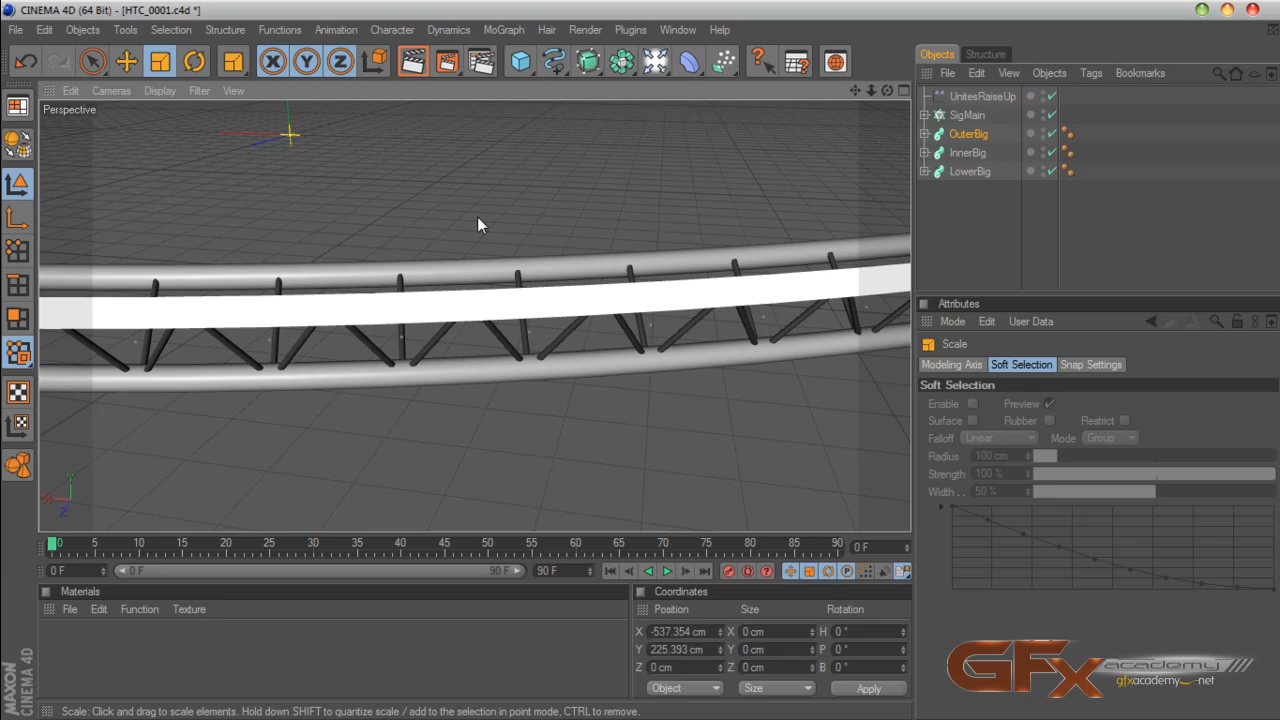 CINEMA 4D (64 Bit) - [HTC_0001.c4d *]
File Edit Objects Tools Selection Structure Functions Animation Character Dynamics MoGraph Hair Render Plugins Window Help
Objects Structure
Edit Cameras Display Filter View
File Edit View Objects Tags Bookmarks
Perspective
UnitesRaiseUp
SigMain
OuterBig
InnerBig
LowerBig
Attributes
Mode Edit User Data
Scale
Modeling Axis Soft Selection Snap Settings
Soft Selection
Enable Preview
Surface Rubber Restrict
Falloff Linear Mode Group
Radius 100 cm
Strength 100 %
Width . . 50 %
X
Y
Z
0 5 10 15 20 25 30 35 40 45 50 55 60 65 70 75 80 85 90 0 F
0 F 0 F 90 F 90 F
Materials
File Edit Function Texture
Coordinates
Position Size Rotation
X -537.354 cm X 0 cm H 0 °
Y 225.393 cm Y 0 cm P 0 °
Z 0 cm Z 0 cm B 0 °
Object Size Apply
MAXON
CINEMA 4D
GFx academy
gfxacademy.net
Scale: Click and drag to scale elements. Hold down SHIFT to quantize scale / add to the selection in point mode, CTRL to remove.